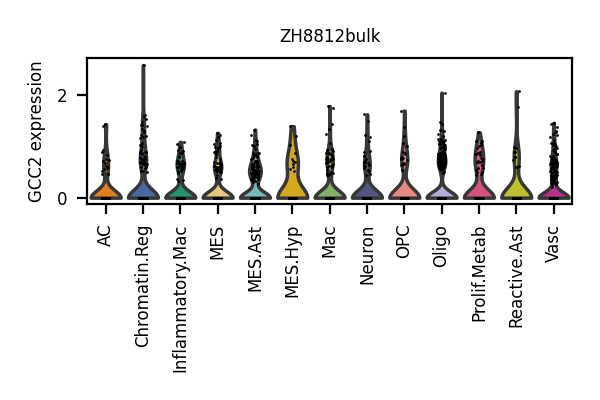 ZH8812bulk
GCC2 expression
2
0
AC
Chromatin.Reg
Inflammatory.Mac
MES
MES.Ast
MES.Hyp
Mac
Neuron
OPC
Oligo
Prolif.Metab
Reactive.Ast
Vasc